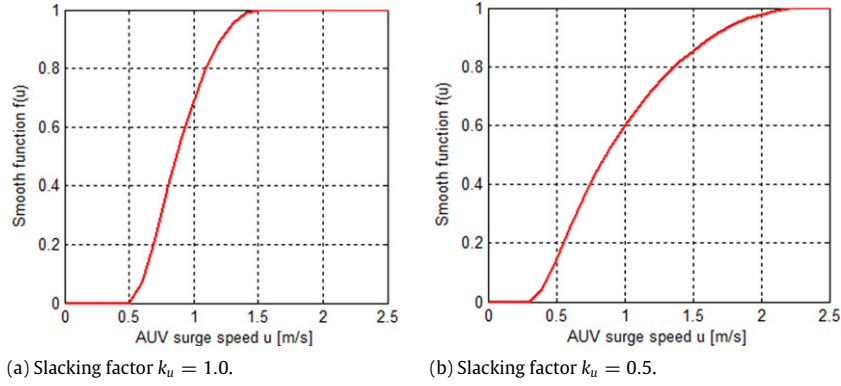 1
0.8
0.6
0.4
0.2
0
Smooth function f(u)
0 0.5 1 1.5 2 2.5
AUV surge speed u [m/s]
(a) Slacking factor k_u = 1.0.
1
0.8
0.6
0.4
0.2
0
Smooth function f(u)
0 0.5 1 1.5 2 2.5
AUV surge speed u [m/s]
(b) Slacking factor k_u = 0.5.